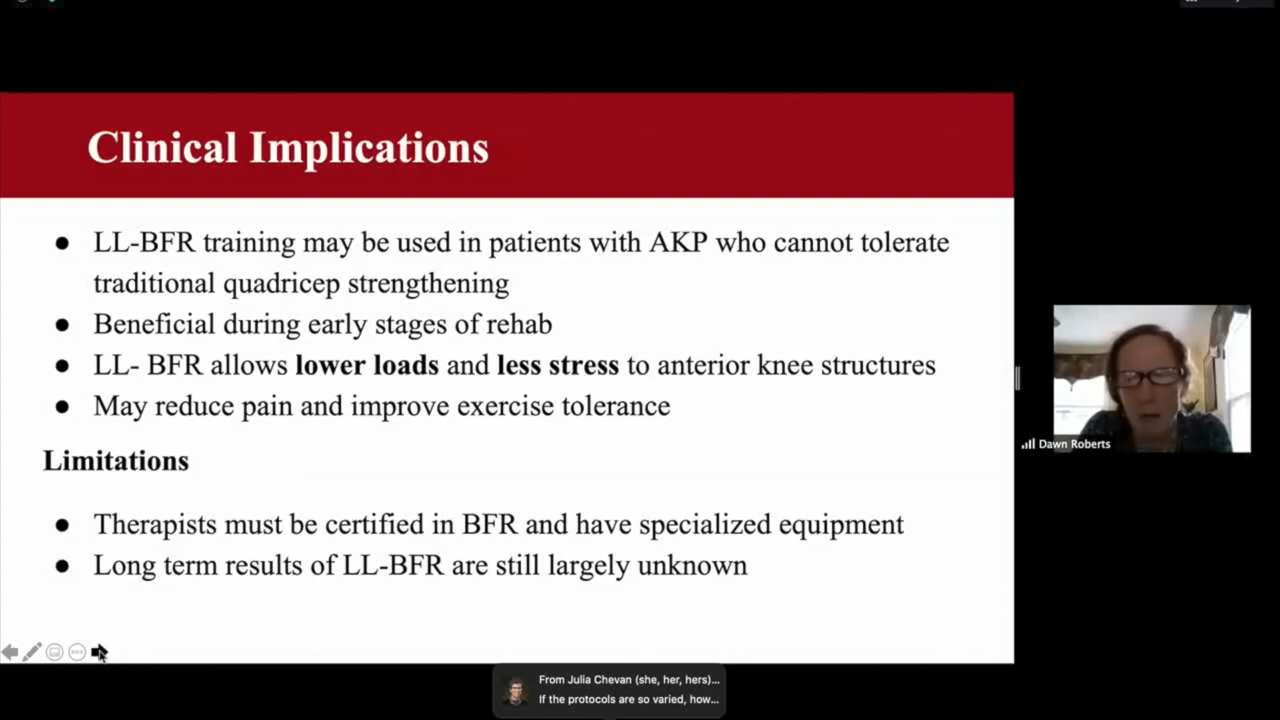 Clinical Implications
● LL-BFR training may be used in patients with AKP who cannot tolerate
traditional quadricep strengthening
● Beneficial during early stages of rehab
● LL- BFR allows lower loads and less stress to anterior knee structures
● May reduce pain and improve exercise tolerance
Limitations
● Therapists must be certified in BFR and have specialized equipment
● Long term results of LL-BFR are still largely unknown
Dawn Roberts
From Julia Chevan (she, her, hers)...
If the protocols are so varied, how...